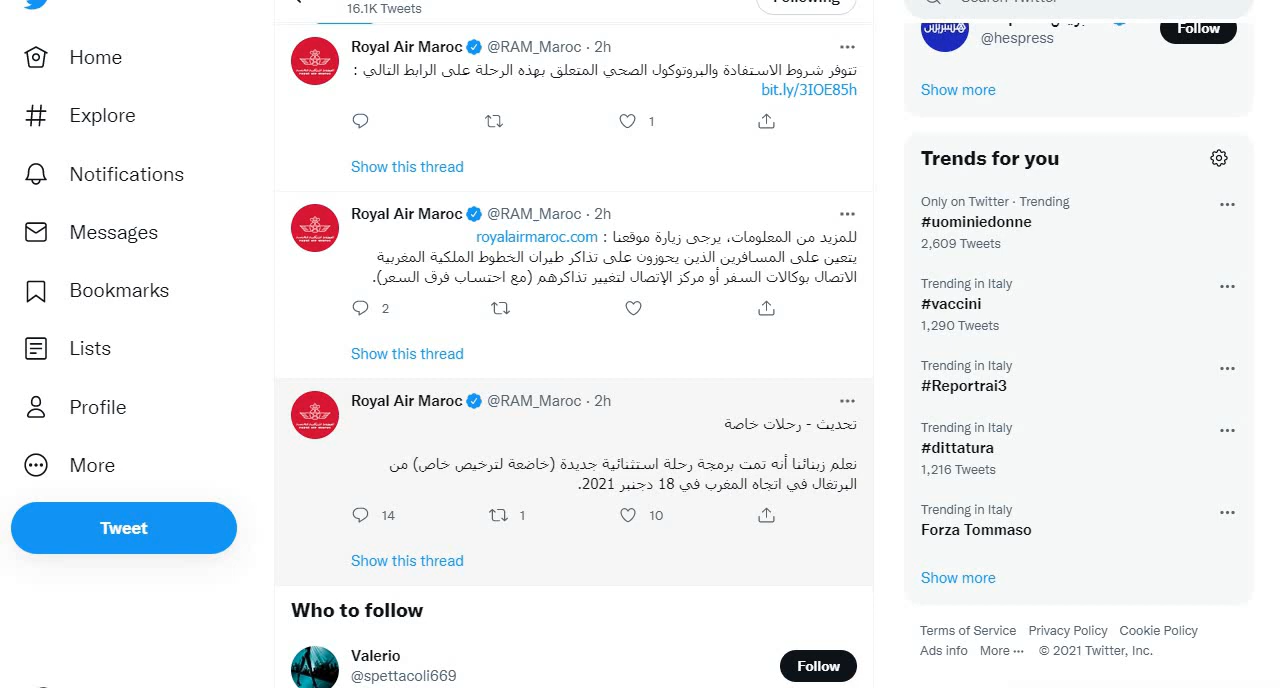 Home
Explore
Notifications
Messages
Bookmarks
Lists
Profile
More
Tweet
16.1K Tweets
Following
Royal Air Maroc @RAM_Maroc · 2h
تتوفر شروط الاستفادة والبروتوكول الصحي المتعلق بهذه الرحلة على الرابط التالي :
bit.ly/3IOE85h
1
Show this thread
Royal Air Maroc @RAM_Maroc · 2h
للمزيد من المعلومات، يرجى زيارة موقعنا : royalairmaroc.com
يتعين على المسافرين الذين يحوزون على تذاكر طيران الخطوط الملكية المغربية
الاتصال بوكالات السفر أو مركز الإتصال لتغيير تذاكرهم (مع احتساب فرق السعر).
2
Show this thread
Royal Air Maroc @RAM_Maroc · 2h
تحديث - رحلات خاصة
نعلم زبنائنا أنه تمت برمجة رحلة استثنائية جديدة (خاضعة لترخيص خاص) من
البرتغال في اتجاه المغرب في 18 دجنبر 2021.
14 1 10
Show this thread
Who to follow
Valerio
@spettacoli669
Follow
Search Twitter
@hespress
Follow
Show more
Trends for you
Only on Twitter · Trending
#uominiedonne
2,609 Tweets
Trending in Italy
#vaccini
1,290 Tweets
Trending in Italy
#Reportrai3
Trending in Italy
#dittatura
1,216 Tweets
Trending in Italy
Forza Tommaso
Show more
Terms of Service Privacy Policy Cookie Policy
Ads info More ··· © 2021 Twitter, Inc.